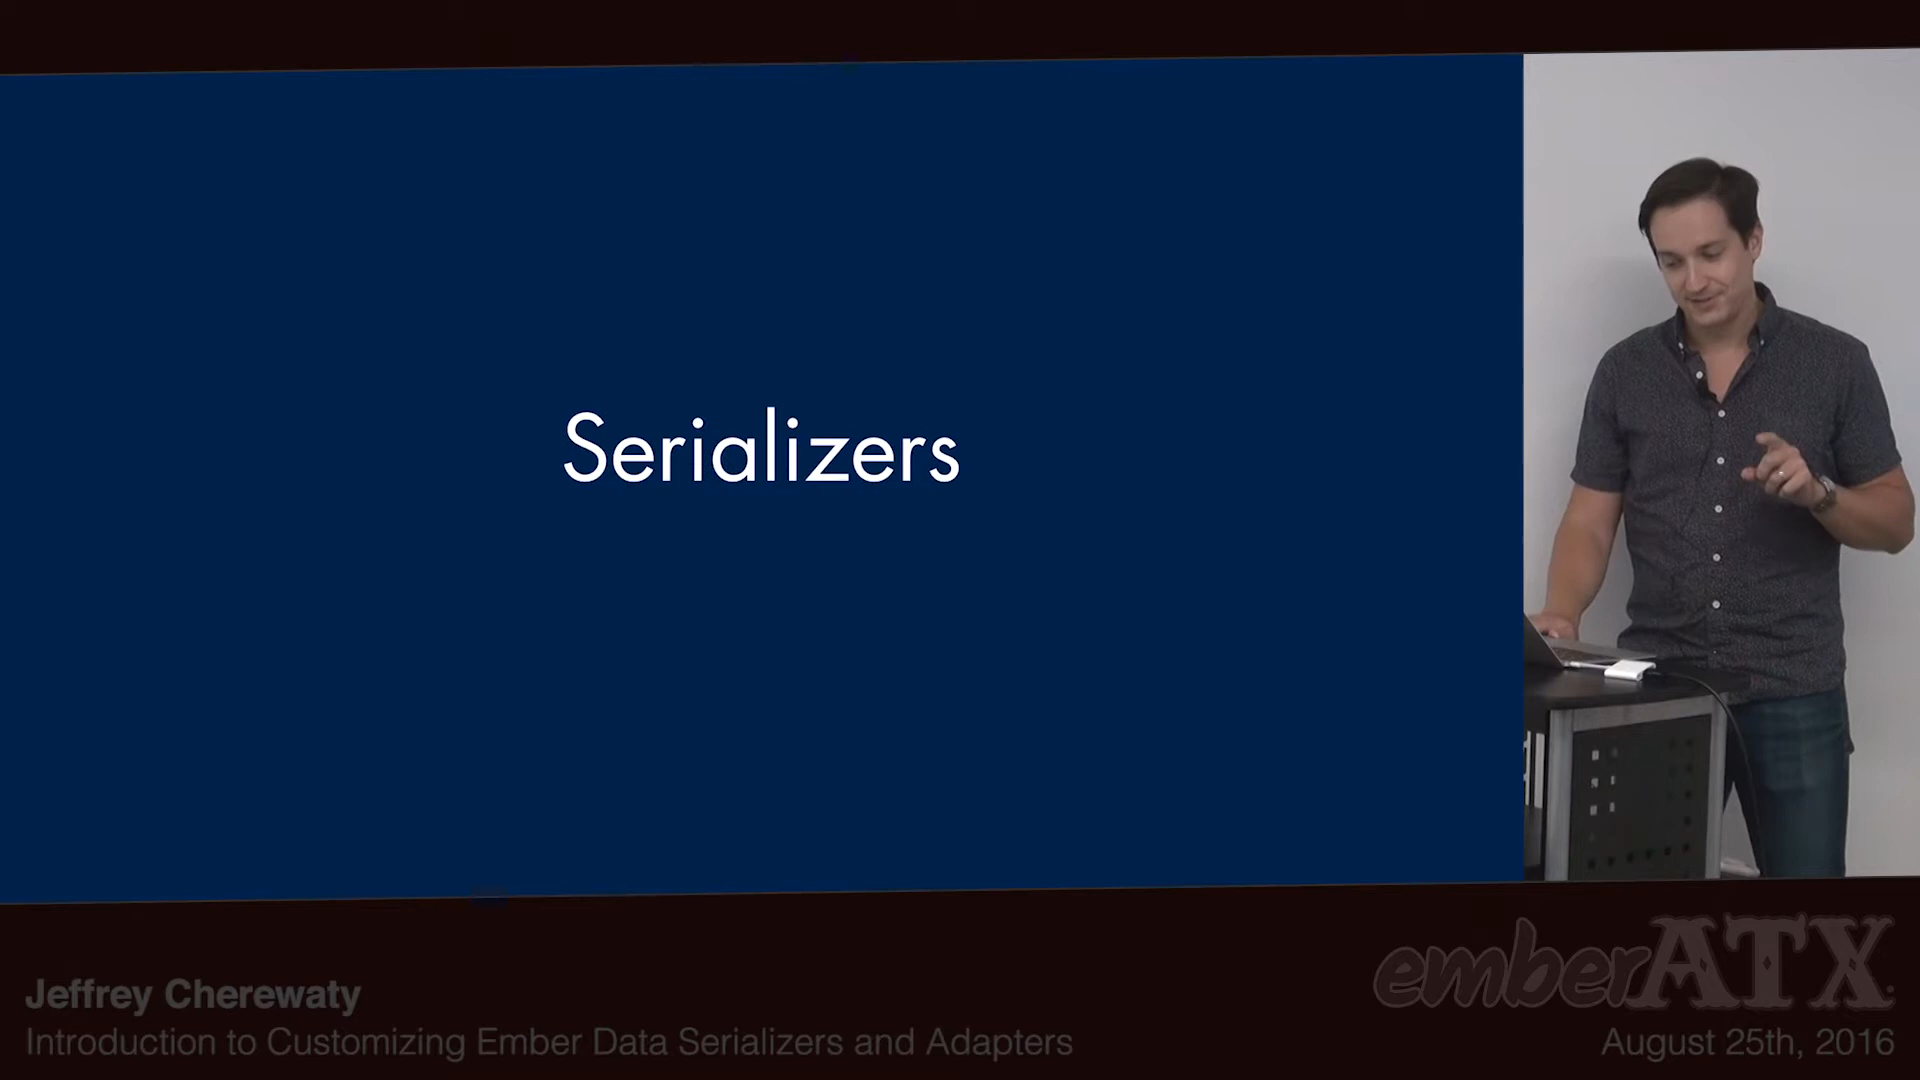 Serializers
Jeffrey Cherewaty
Introduction to Customizing Ember Data Serializers and Adapters
emberATX
August 25th, 2016